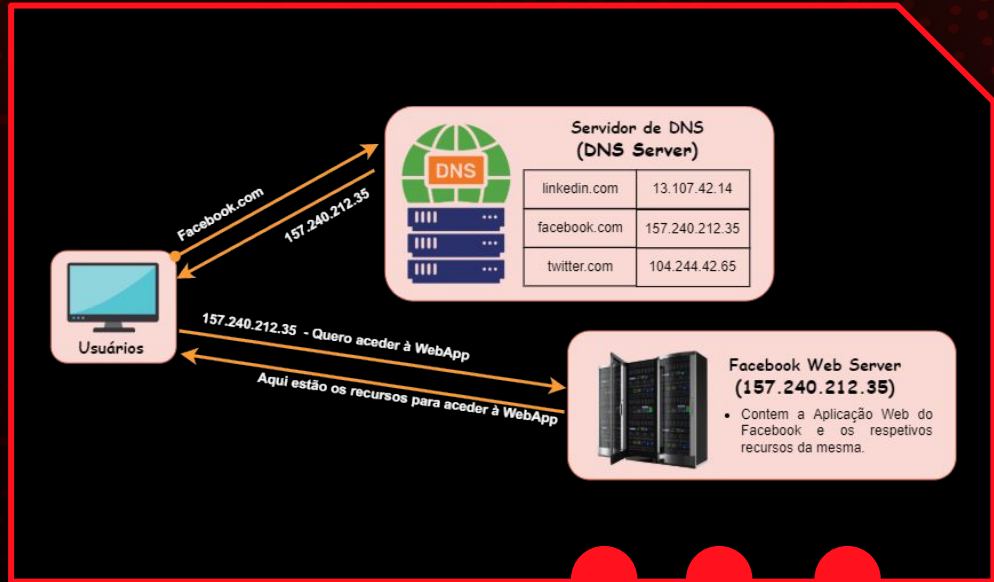 Servidor de DNS
(DNS Server)
DNS
linkedin.com 13.107.42.14
facebook.com 157.240.212.35
twitter.com 104.244.42.65
Facebook.com
157.240.212.35
Usuários
157.240.212.35 - Quero aceder à WebApp
Aqui estão os recursos para aceder à WebApp
Facebook Web Server
(157.240.212.35)
• Contem a Aplicação Web do
Facebook e os respetivos
recursos da mesma.